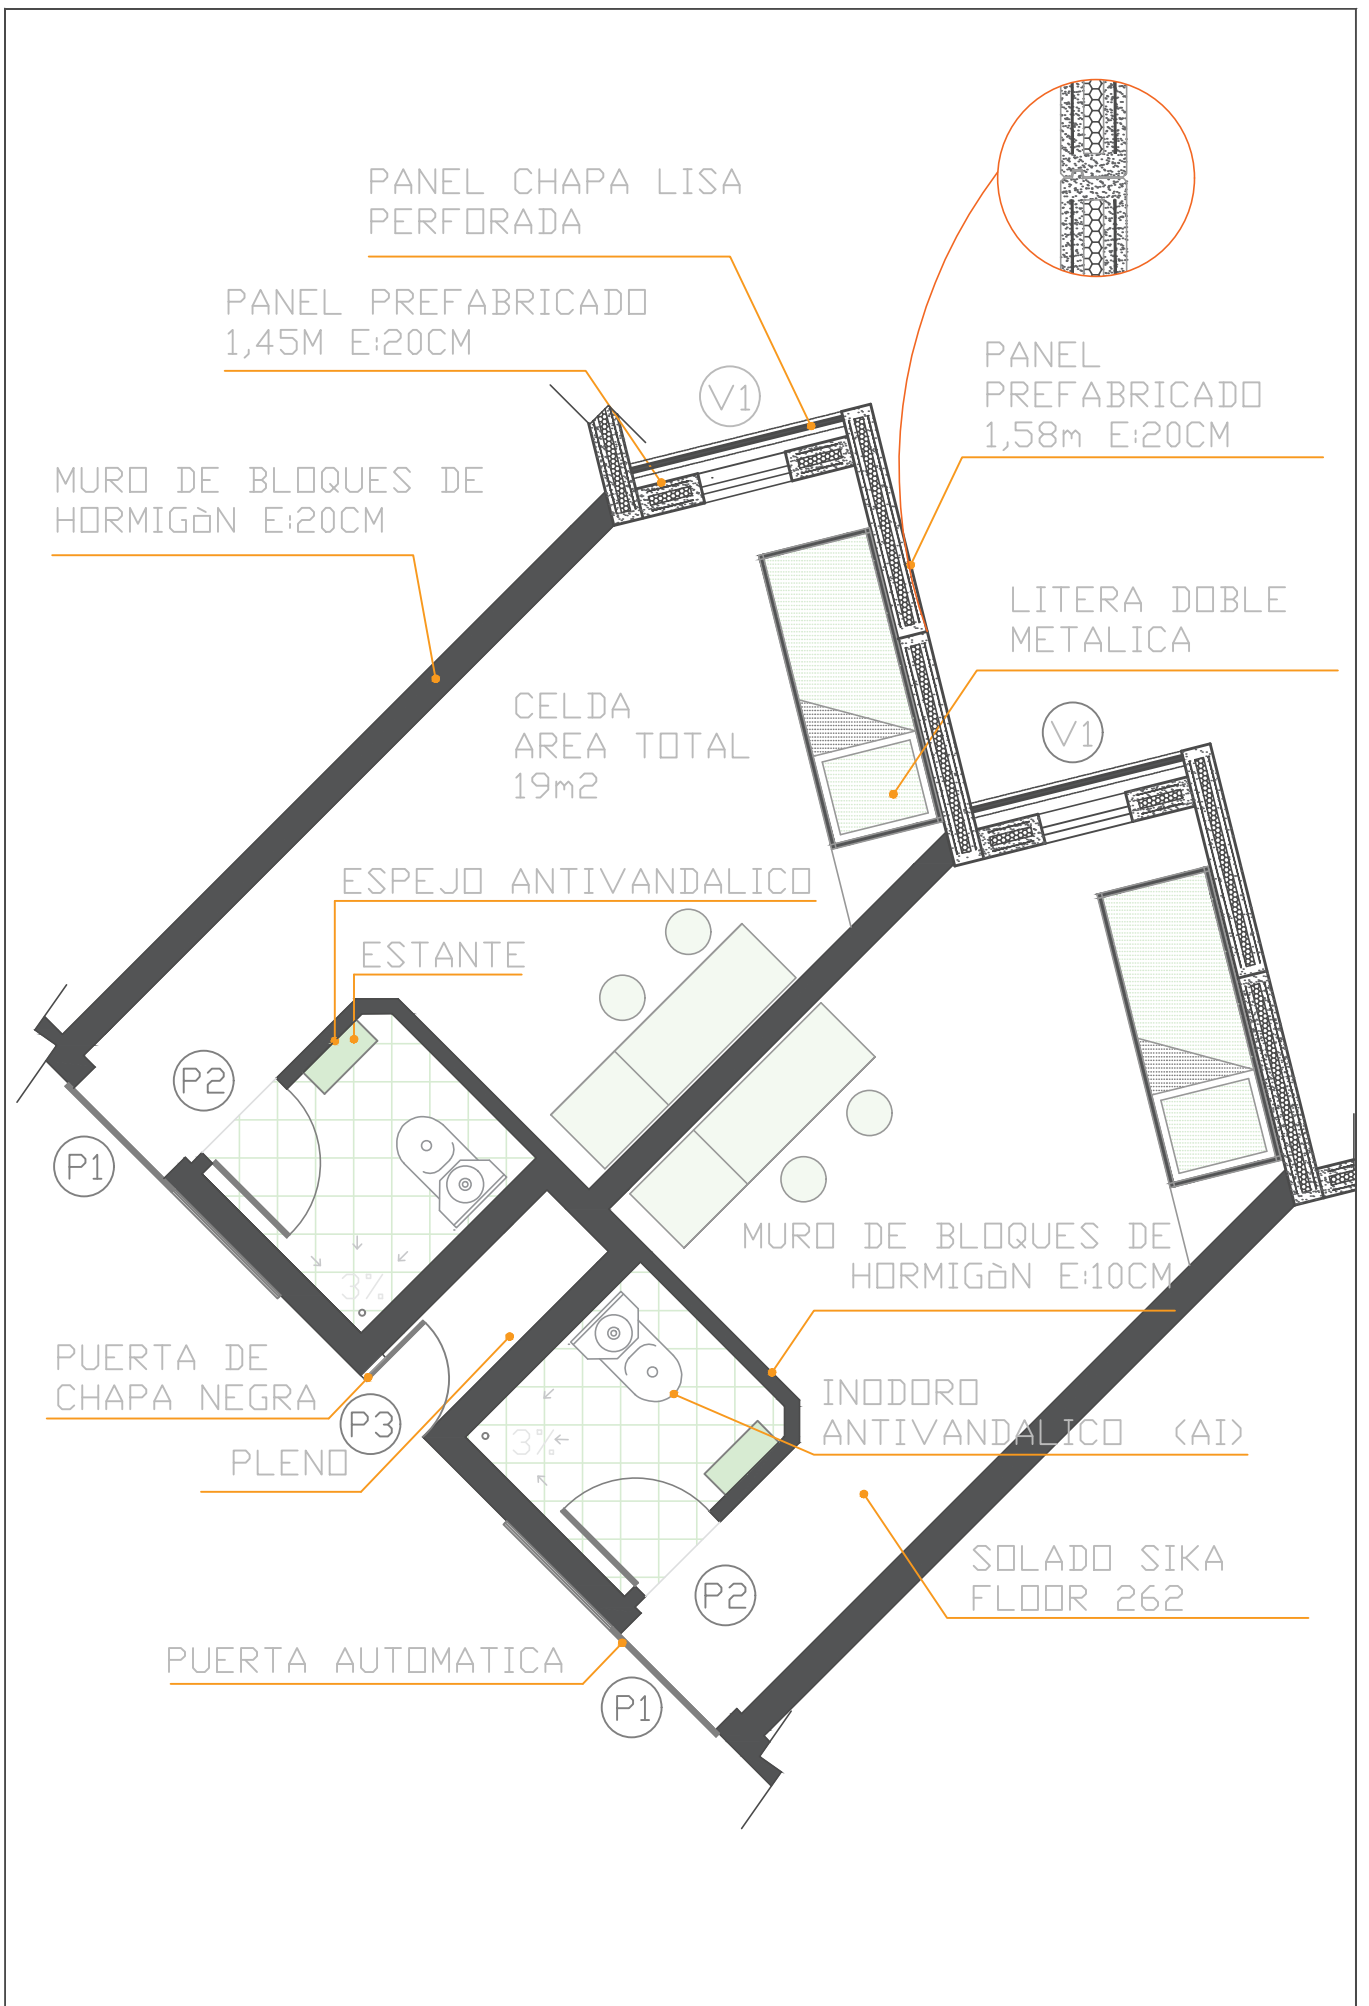 PANEL CHAPA LISA
PERFORADA
PANEL PREFABRICADO
1,45M E:20CM
V1
PANEL
PREFABRICADO
1,58m E:20CM
MURO DE BLOQUES DE
HORMIGòN E:20CM
LITERA DOBLE
METALICA
CELDA
AREA TOTAL
19m2
V1
ESPEJO ANTIVANDALICO
ESTANTE
P2
P1
3%
MURO DE BLOQUES DE
HORMIGòN E:10CM
PUERTA DE
CHAPA NEGRA
P3
PLENO
3%
INODORO
ANTIVANDALICO (AI)
SOLADO SIKA
FLOOR 262
P2
PUERTA AUTOMATICA
P1